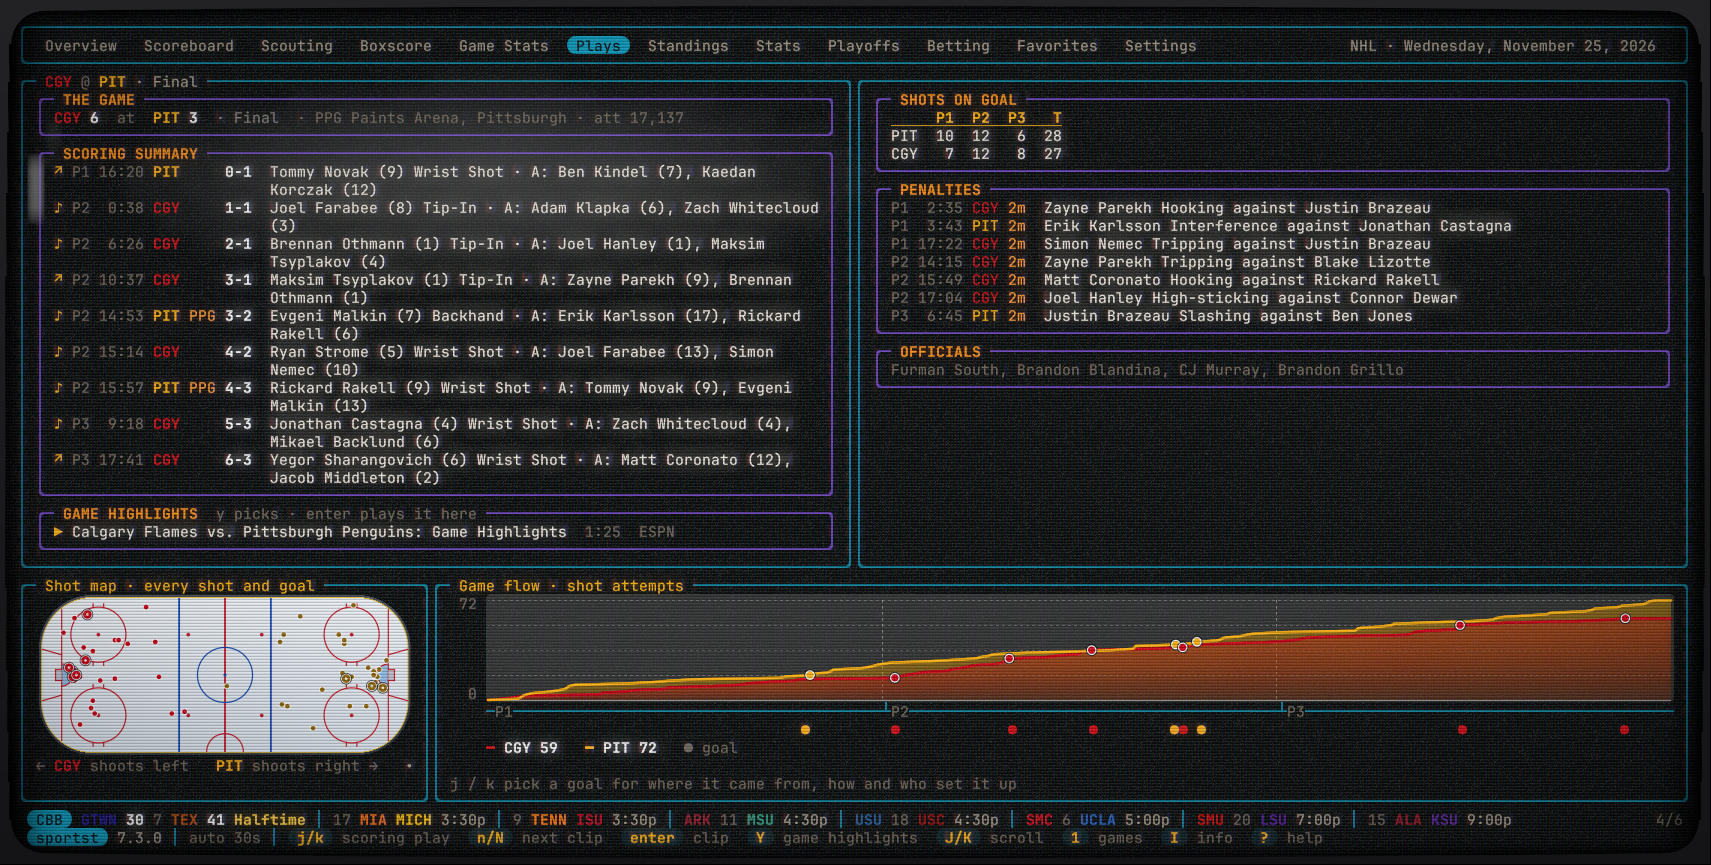 Overview Scoreboard Scouting Boxscore Game Stats Plays Standings Stats Playoffs Betting Favorites Settings NHL · Wednesday, November 25, 2026
CGY @ PIT · Final
THE GAME
CGY 6 at PIT 3 · Final · PPG Paints Arena, Pittsburgh · att 17,137
SCORING SUMMARY
↗ P1 16:20 PIT 0-1 Tommy Novak (9) Wrist Shot · A: Ben Kindel (7), Kaedan
Korczak (12)
♪ P2 0:38 CGY 1-1 Joel Farabee (8) Tip-In · A: Adam Klapka (6), Zach Whitecloud
(3)
♪ P2 6:26 CGY 2-1 Brennan Othmann (1) Tip-In · A: Joel Hanley (1), Maksim
Tsyplakov (4)
↗ P2 10:37 CGY 3-1 Maksim Tsyplakov (1) Tip-In · A: Zayne Parekh (9), Brennan
Othmann (1)
♪ P2 14:53 PIT PPG 3-2 Evgeni Malkin (7) Backhand · A: Erik Karlsson (17), Rickard
Rakell (6)
♪ P2 15:14 CGY 4-2 Ryan Strome (5) Wrist Shot · A: Joel Farabee (13), Simon
Nemec (10)
♪ P2 15:57 PIT PPG 4-3 Rickard Rakell (9) Wrist Shot · A: Tommy Novak (9), Evgeni
Malkin (13)
♪ P3 9:18 CGY 5-3 Jonathan Castagna (4) Wrist Shot · A: Zach Whitecloud (4),
Mikael Backlund (6)
↗ P3 17:41 CGY 6-3 Yegor Sharangovich (6) Wrist Shot · A: Matt Coronato (12),
Jacob Middleton (2)
GAME HIGHLIGHTS y picks · enter plays it here
▶ Calgary Flames vs. Pittsburgh Penguins: Game Highlights 1:25 ESPN
SHOTS ON GOAL
P1 P2 P3 T
PIT 10 12 6 28
CGY 7 12 8 27
PENALTIES
P1 2:35 CGY 2m Zayne Parekh Hooking against Justin Brazeau
P1 3:43 PIT 2m Erik Karlsson Interference against Jonathan Castagna
P1 17:22 CGY 2m Simon Nemec Tripping against Justin Brazeau
P2 14:15 CGY 2m Zayne Parekh Tripping against Blake Lizotte
P2 15:49 CGY 2m Matt Coronato Hooking against Rickard Rakell
P2 17:04 CGY 2m Joel Hanley High-sticking against Connor Dewar
P3 6:45 PIT 2m Justin Brazeau Slashing against Ben Jones
OFFICIALS
Furman South, Brandon Blandina, CJ Murray, Brandon Grillo
Shot map · every shot and goal
← CGY shoots left PIT shoots right →
Game flow · shot attempts
72
0
P1 P2 P3
CGY 59 PIT 72 goal
j / k pick a goal for where it came from, how and who set it up
CBB GTWN 30 7 TEX 41 Halftime │ 17 MIA MICH 3:30p │ 9 TENN ISU 3:30p │ ARK 11 MSU 4:30p │ USU 18 USC 4:30p │ SMC 6 UCLA 5:00p │ SMU 20 LSU 7:00p │ 15 ALA KSU 9:00p 4/6
sportst 7.3.0 │ auto 30s │ j/k scoring play n/N next clip enter clip Y game highlights J/K scroll 1 games I info ? help